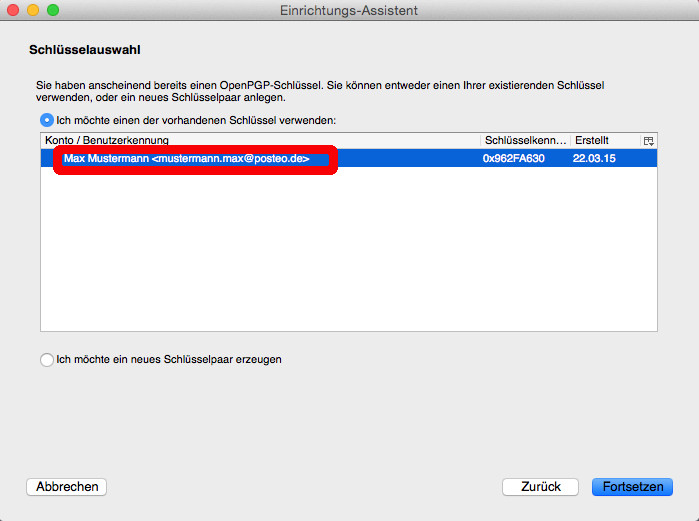 Einrichtungs-Assistent
Schlüsselauswahl
Sie haben anscheinend bereits einen OpenPGP-Schlüssel. Sie können entweder einen Ihrer existierenden Schlüssel
verwenden, oder ein neues Schlüsselpaar anlegen.
Ich möchte einen der vorhandenen Schlüssel verwenden:
Konto / Benutzerkennung Schlüsselkenn... Erstellt
Max Mustermann <mustermann.max@posteo.de> 0x962FA630 22.03.15
Ich möchte ein neues Schlüsselpaar erzeugen
Abbrechen Zurück Fortsetzen